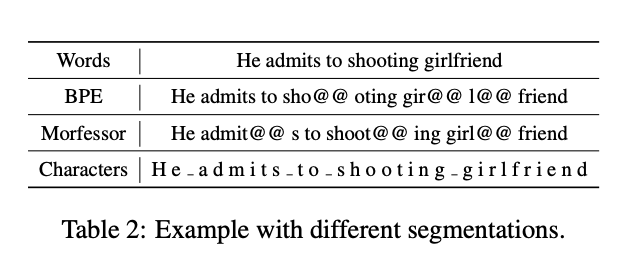 Words He admits to shooting girlfriend
BPE He admits to sho@@ oting gir@@ l@@ friend
Morfessor He admit@@ s to shoot@@ ing girl@@ friend
Characters H e _ a d m i t s _ t o _ s h o o t i n g _ g i r l f r i e n d
Table 2: Example with different segmentations.